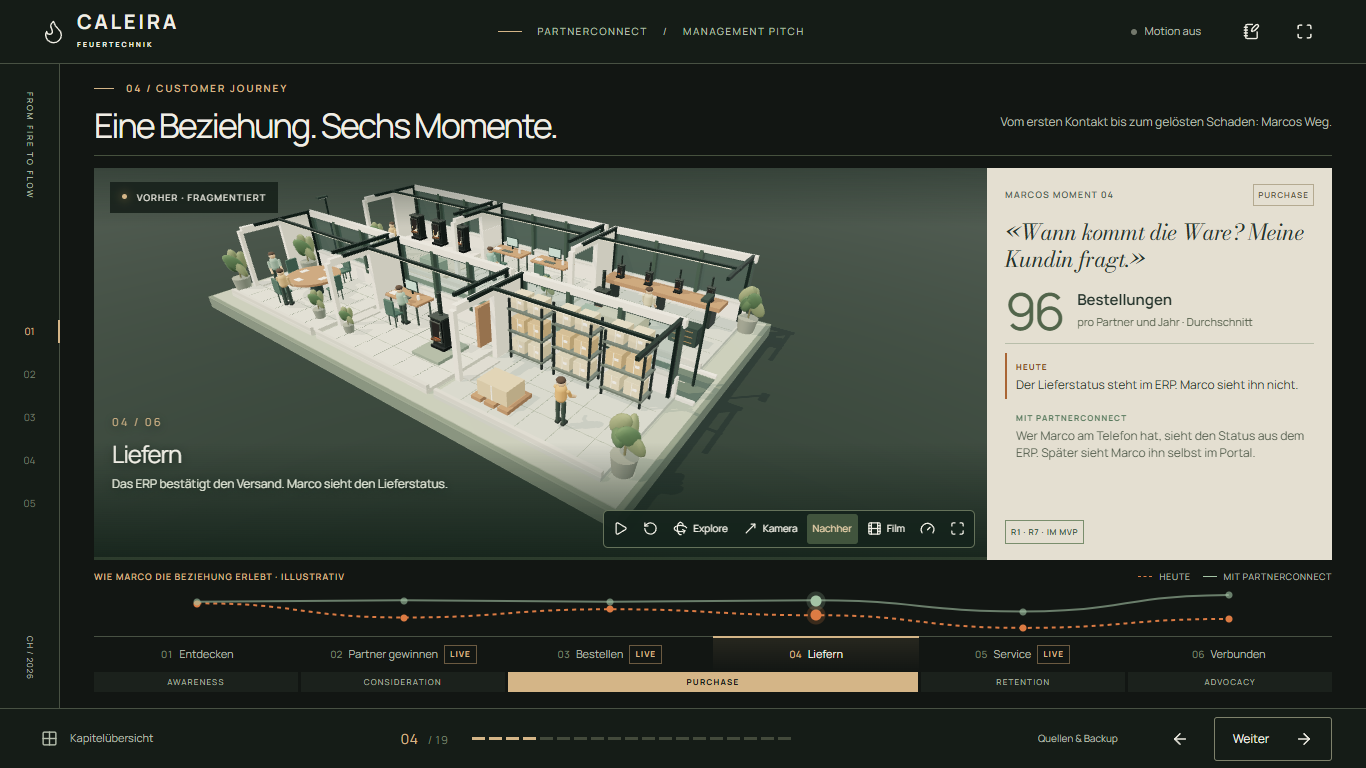 CALEIRA
FEUERTECHNIK
PARTNERCONNECT / MANAGEMENT PITCH
Motion aus
FROM FIRE TO FLOW
01
02
03
04
05
CH / 2026
04 / CUSTOMER JOURNEY
Eine Beziehung. Sechs Momente.
Vom ersten Kontakt bis zum gelösten Schaden: Marcos Weg.
VORHER · FRAGMENTIERT
04 / 06
Liefern
Das ERP bestätigt den Versand. Marco sieht den Lieferstatus.
Explore Kamera Nachher Film
MARCOS MOMENT 04
PURCHASE
«Wann kommt die Ware? Meine
Kundin fragt.»
96
Bestellungen
pro Partner und Jahr · Durchschnitt
HEUTE
Der Lieferstatus steht im ERP. Marco sieht ihn nicht.
MIT PARTNERCONNECT
Wer Marco am Telefon hat, sieht den Status aus dem
ERP. Später sieht Marco ihn selbst im Portal.
R1 · R7 · IM MVP
WIE MARCO DIE BEZIEHUNG ERLEBT · ILLUSTRATIV
HEUTE MIT PARTNERCONNECT
01 Entdecken 02 Partner gewinnen LIVE 03 Bestellen LIVE 04 Liefern 05 Service LIVE 06 Verbunden
AWARENESS CONSIDERATION PURCHASE RETENTION ADVOCACY
Kapitelübersicht
04 / 19
Quellen & Backup
Weiter